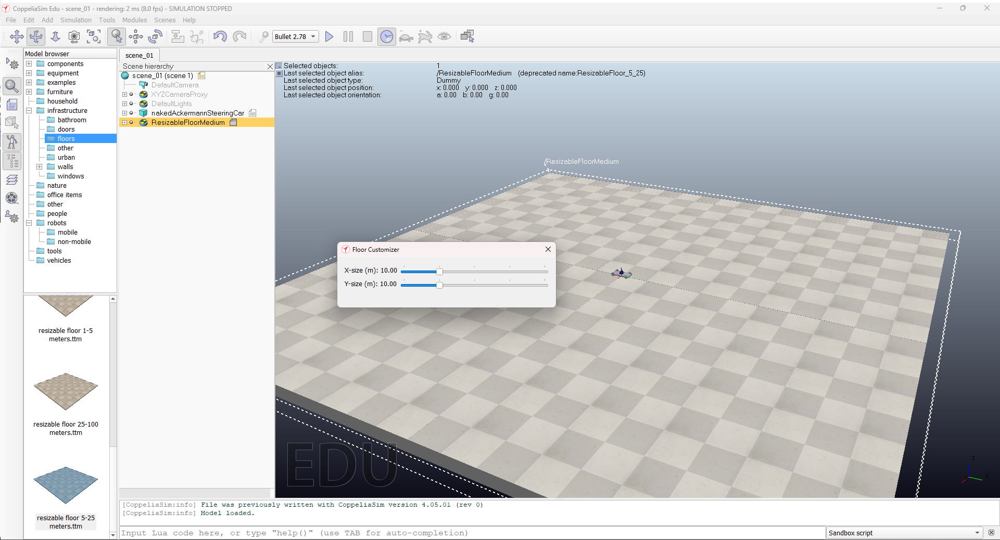 CoppeliaSim Edu - scene_01 - rendering: 2 ms (8.0 fps) - SIMULATION STOPPED
File Edit Add Simulation Tools Modules Scenes Help
Bullet 2.78
RT
Model browser
components
equipment
examples
furniture
household
infrastructure
bathroom
doors
floors
other
urban
walls
windows
nature
office items
other
people
robots
mobile
non-mobile
tools
vehicles
resizable floor 1-5
meters.ttm
resizable floor 25-100
meters.ttm
resizable floor 5-25
meters.ttm
scene_01
Scene hierarchy
scene_01 (scene 1)
DefaultCamera
XYZCameraProxy
DefaultLights
nakedAckermannSteeringCar
ResizableFloorMedium
Selected objects: 1
Last selected object alias: /ResizableFloorMedium (deprecated name:ResizableFloor_5_25)
Last selected object type: Dummy
Last selected object position: x: 0.000 y: 0.000 z: 0.000
Last selected object orientation: a: 0.00 b: 0.00 g: 0.00
/ResizableFloorMedium
Floor Customizer
X-size (m): 10.00
Y-size (m): 10.00
EDU
z
y
x
[CoppeliaSim:info] File was previously written with CoppeliaSim version 4.05.01 (rev 0)
[CoppeliaSim:info] Model loaded.
Input Lua code here, or type "help()" (use TAB for auto-completion)
Sandbox script